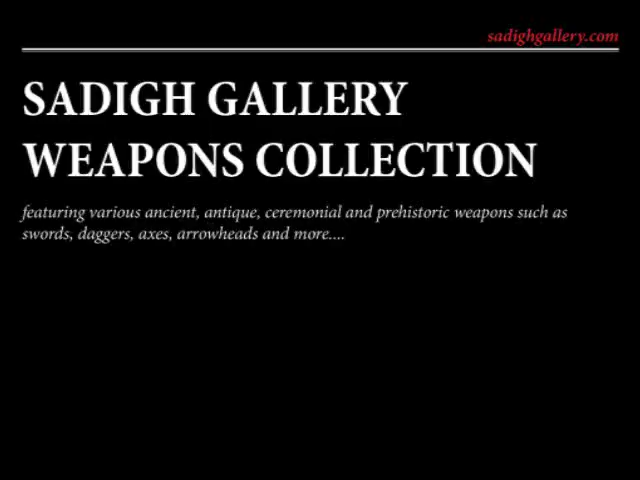 sadighgallery.com
SADIGH GALLERY
WEAPONS COLLECTION
featuring various ancient, antique, ceremonial and prehistoric weapons such as
swords, daggers, axes, arrowheads and more....